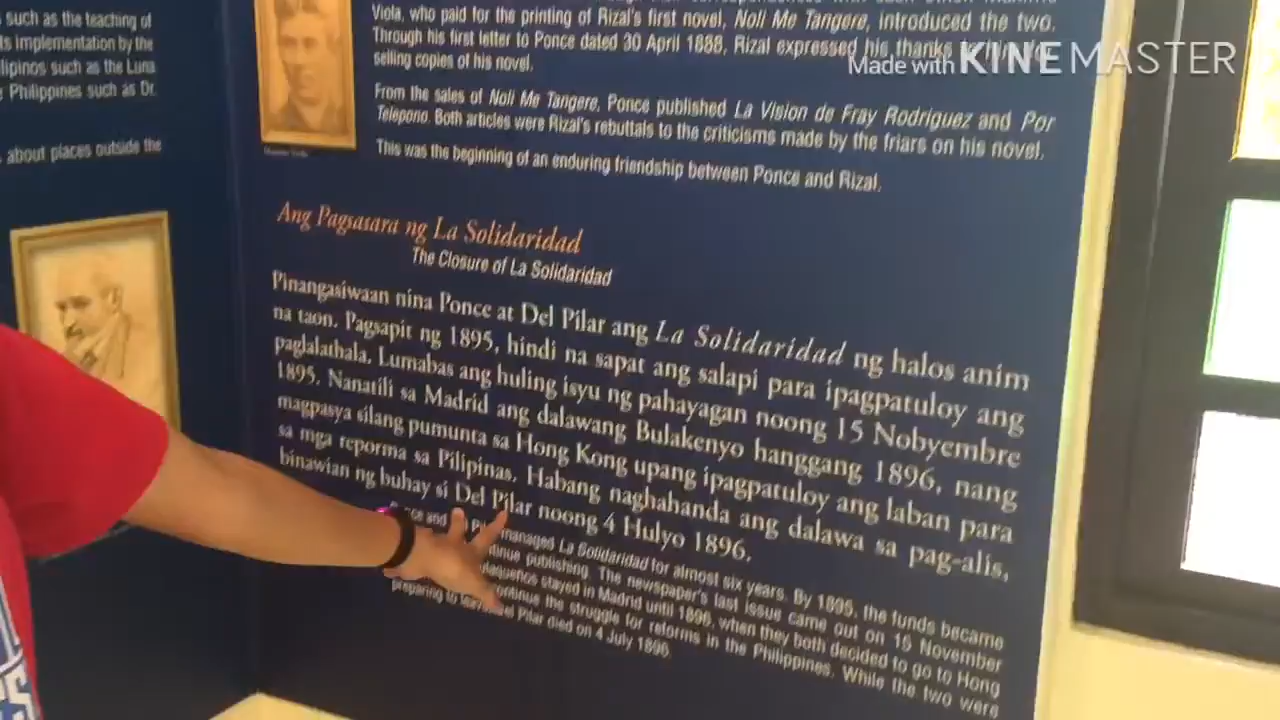 such as the teaching of
its implementation by the
Filipinos such as the Luna
Philippines such as Dr.
about places outside the
Viola, who paid for the printing of Rizal's first novel, Noli Me Tangere, introduced the two.
Through his first letter to Ponce dated 30 April 1888, Rizal expressed his thanks
selling copies of his novel.
Made with KINEMASTER
From the sales of Noli Me Tangere, Ponce published La Vision de Fray Rodriguez and Por
Telepono. Both articles were Rizal's rebuttals to the criticisms made by the friars on his novel.
This was the beginning of an enduring friendship between Ponce and Rizal.
Ang Pagsasara ng La Solidaridad
The Closure of La Solidaridad
Pinangasiwaan nina Ponce at Del Pilar ang La Solidaridad ng halos anim
na taon. Pagsapit ng 1895, hindi na sapat ang salapi para ipagpatuloy ang
paglalathala. Lumabas ang huling isyu ng pahayagan noong 15 Nobyembre
1895. Nanatili sa Madrid ang dalawang Bulakenyo hanggang 1896, nang
magpasya silang pumunta sa Hong Kong upang ipagpatuloy ang laban para
sa mga reporma sa Pilipinas. Habang naghahanda ang dalawa sa pag-alis,
binawian ng buhay si Del Pilar noong 4 Hulyo 1896.
and managed La Solidaridad for almost six years. By 1895, the funds became
publishing. The newspaper's last issue came out on 15 November
stayed in Madrid until 1896, when they both decided to go to Hong
continue the struggle for reforms in the Philippines. While the two were
preparing to Pilar died on 4 July 1896.